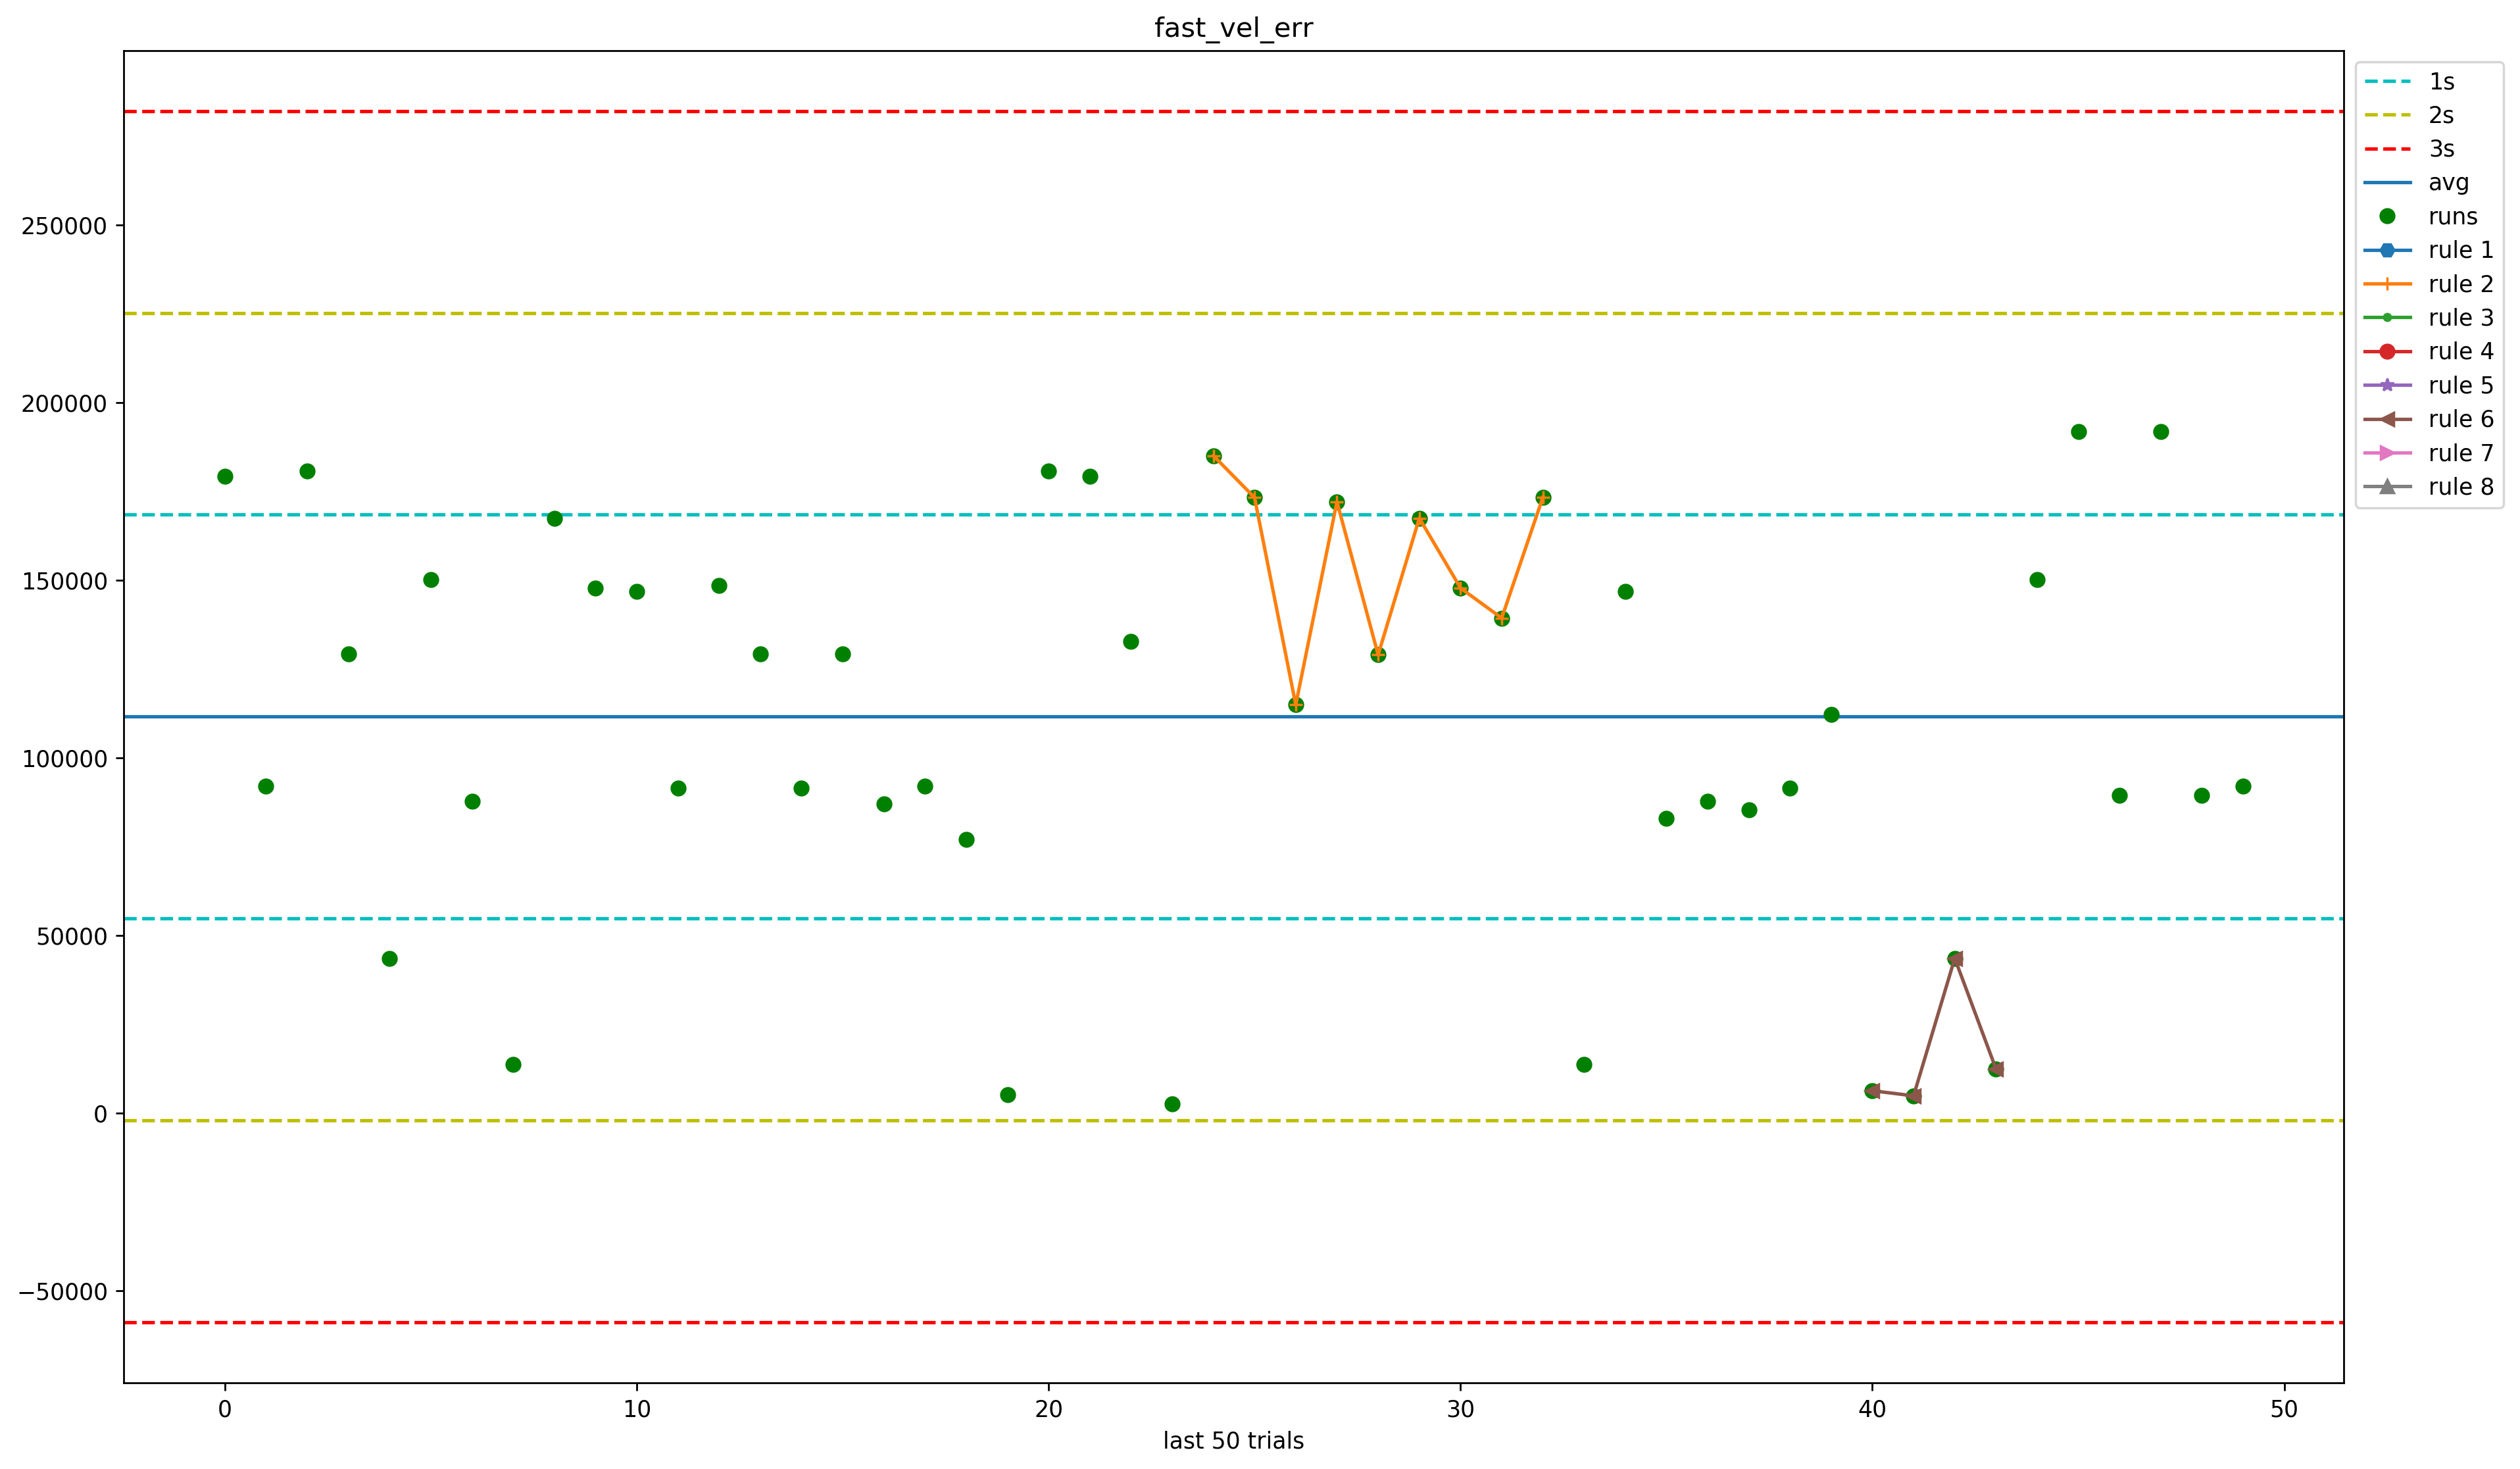 fast_vel_err
250000
200000
150000
100000
50000
0
−50000
0 10 20 30 40 50
last 50 trials
1s
2s
3s
avg
runs
rule 1
rule 2
rule 3
rule 4
rule 5
rule 6
rule 7
rule 8